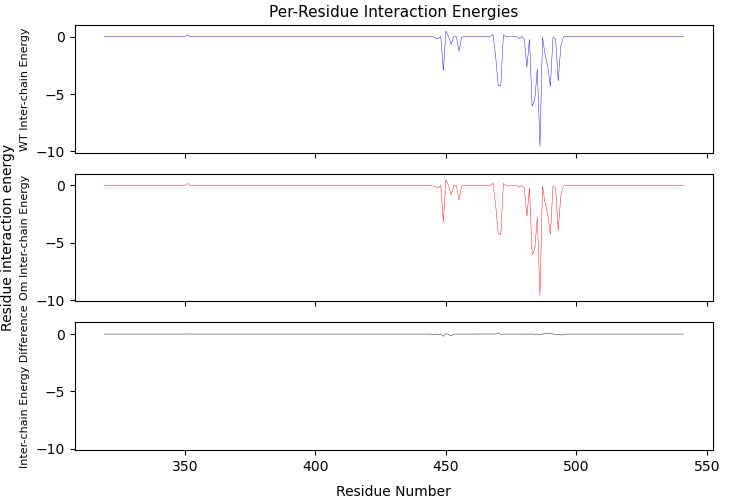 Per-Residue Interaction Energies
WT Inter-chain Energy
0
−5
−10
Residue interaction energy
Om Inter-chain Energy
0
−5
−10
Inter-chain Energy Difference
0
−5
−10
350
400
450
500
550
Residue Number